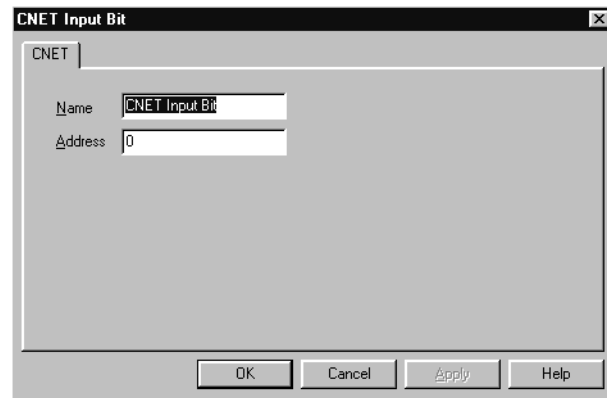 CNET Input Bit
CNET
Name CNET Input Bit
Address 0
OK Cancel Apply Help